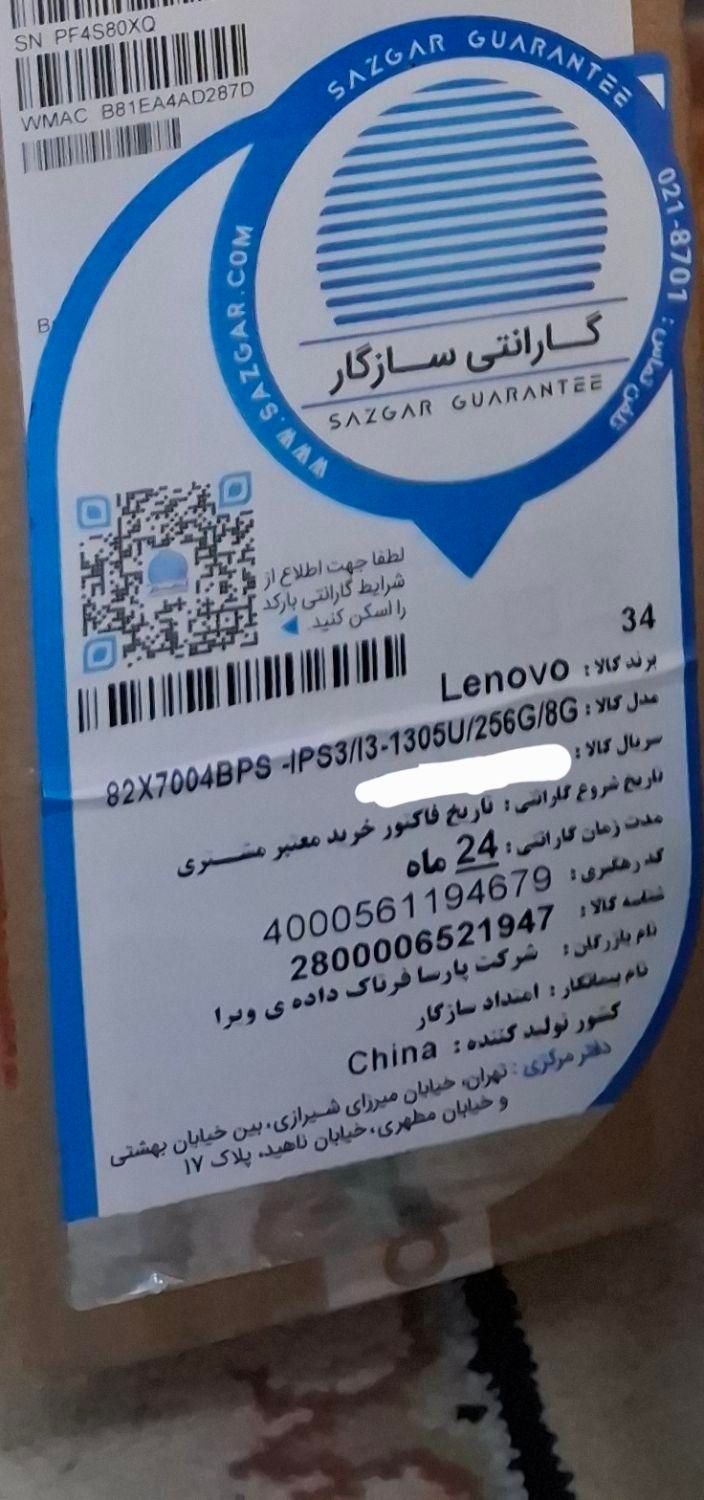 SN PF4S80XQ
WMAC B81EA4AD287D
SAZGAR GUARANTEE
WWW.SAZGAR.COM
تلفن تماس: 021-8701
گارانتی سازگار
SAZGAR GUARANTEE
لطفا جهت اطلاع از
شرایط گارانتی بارکد
را اسکن کنید.
34
برند کالا: Lenovo
مدل کالا: 82X7004BPS -IPS3/I3-1305U/256G/8G
سریال کالا:
تاریخ شروع گارانتی: تاریخ فاکتور خرید معتبر مشتری
مدت زمان گارانتی: 24 ماه
کد رهگیری: 4000561194679
شناسه کالا: 2800006521947
نام بازرگان: شرکت پارسا فرتاک داده ی ویرا
نام پیمانکار: امتداد سازگار
کشور تولید کننده: China
دفتر مرکزی: تهران، خیابان میرزای شیرازی، بین خیابان بهشتی
و خیابان مطهری، خیابان ناهید، پلاک ۱۷